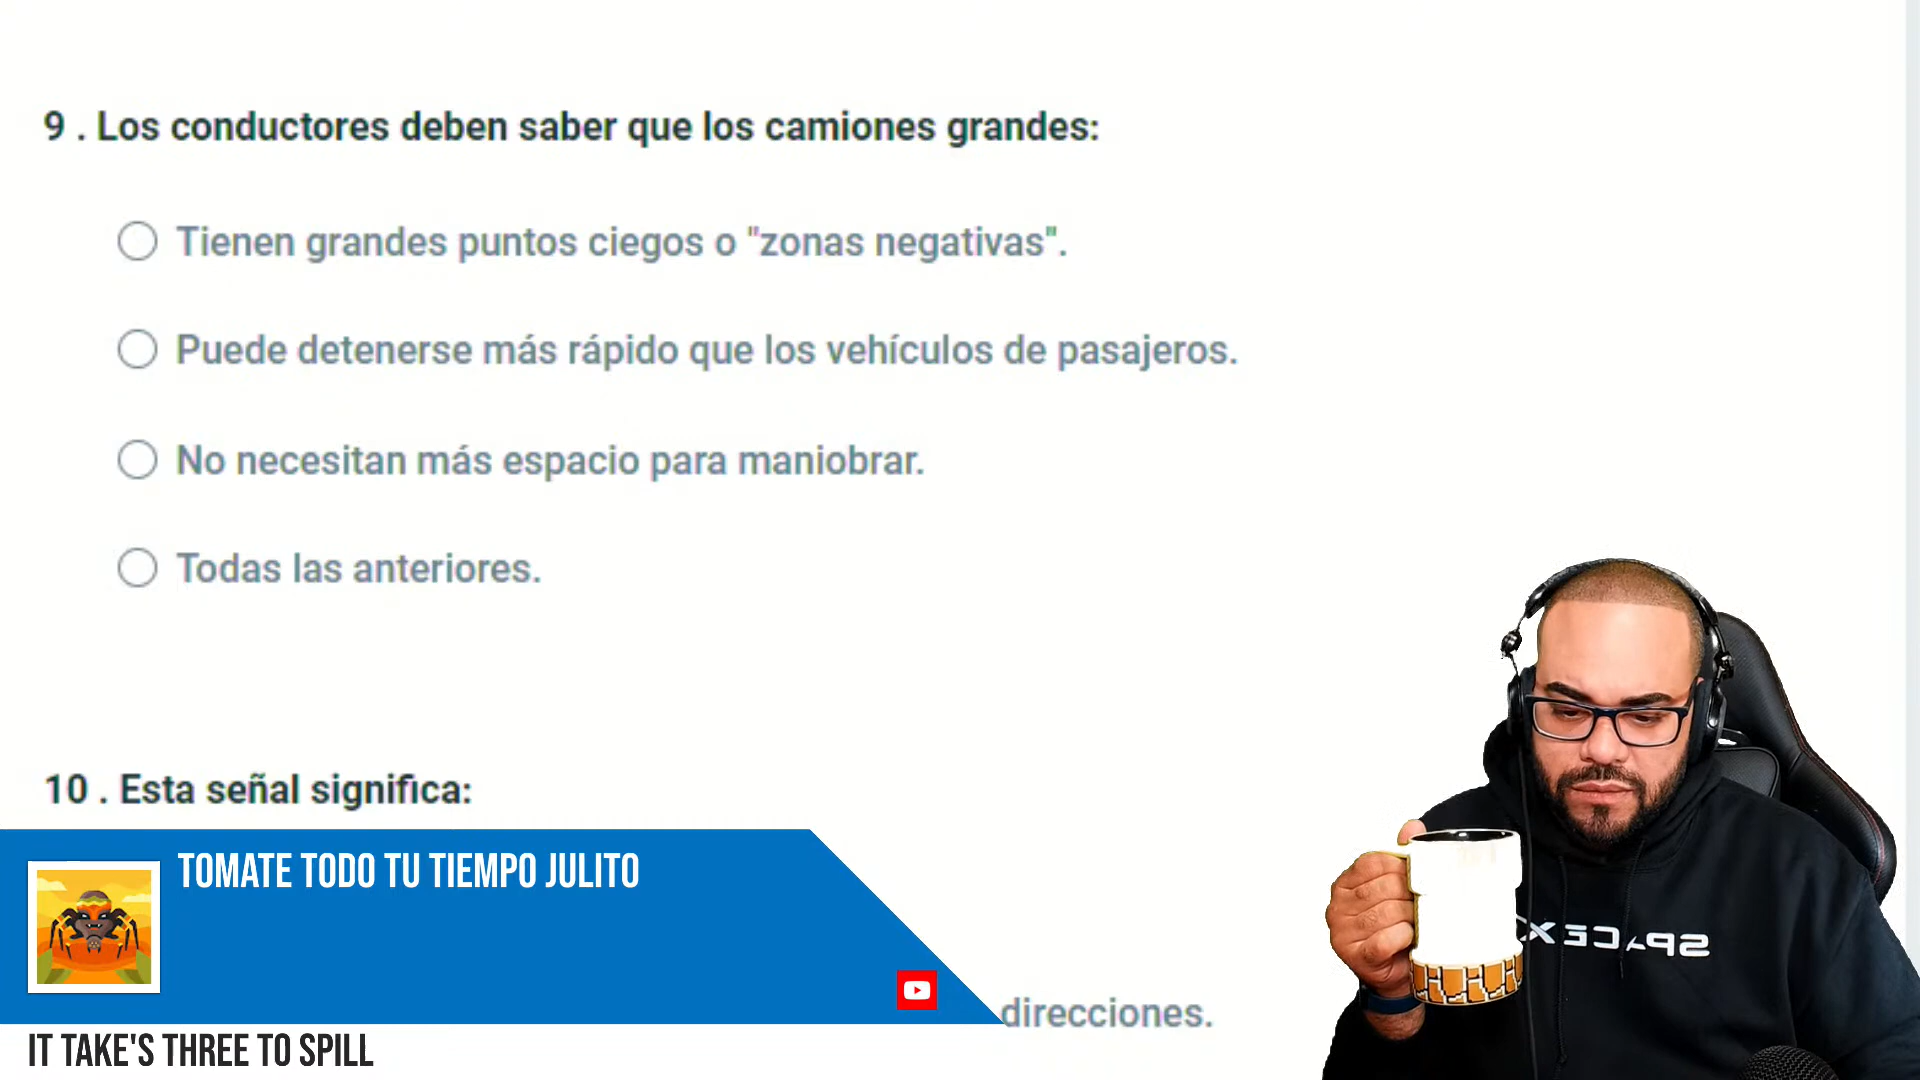 9 . Los conductores deben saber que los camiones grandes:
Tienen grandes puntos ciegos o "zonas negativas".
Puede detenerse más rápido que los vehículos de pasajeros.
No necesitan más espacio para maniobrar.
Todas las anteriores.
10 . Esta señal significa:
TOMATE TODO TU TIEMPO JULITO
direcciones.
IT TAKE'S THREE TO SPILL
SPACEX